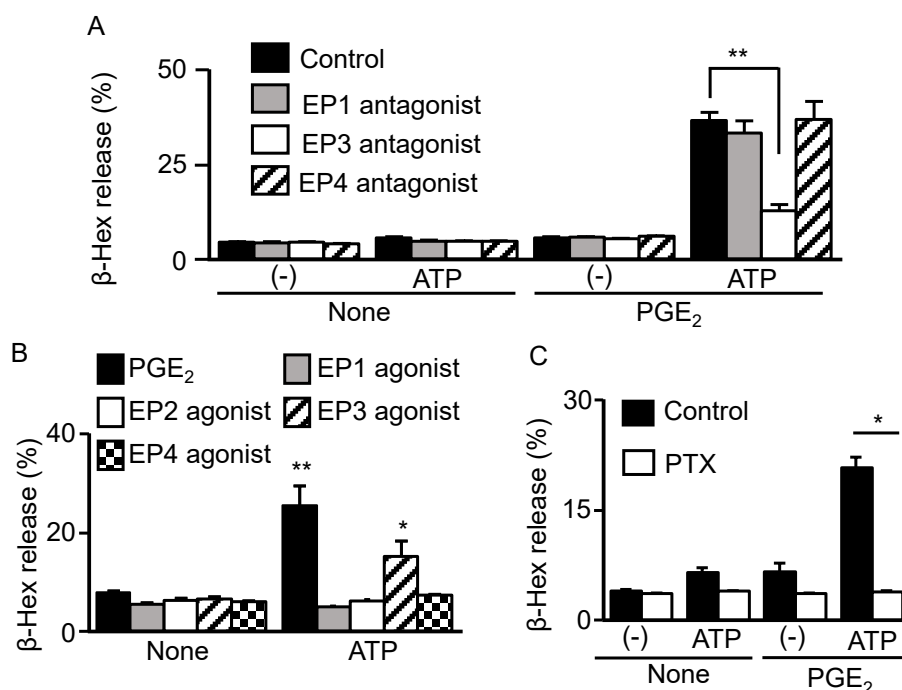 A
β-Hex release (%)
50
25
0
Control
EP1 antagonist
EP3 antagonist
EP4 antagonist
**
(-) ATP (-) ATP
None PGE₂
B
β-Hex release (%)
40
20
0
PGE₂ EP1 agonist
EP2 agonist EP3 agonist
EP4 agonist
** *
None ATP
C
β-Hex release (%)
30
15
0
Control
PTX
*
(-) ATP (-) ATP
None PGE₂